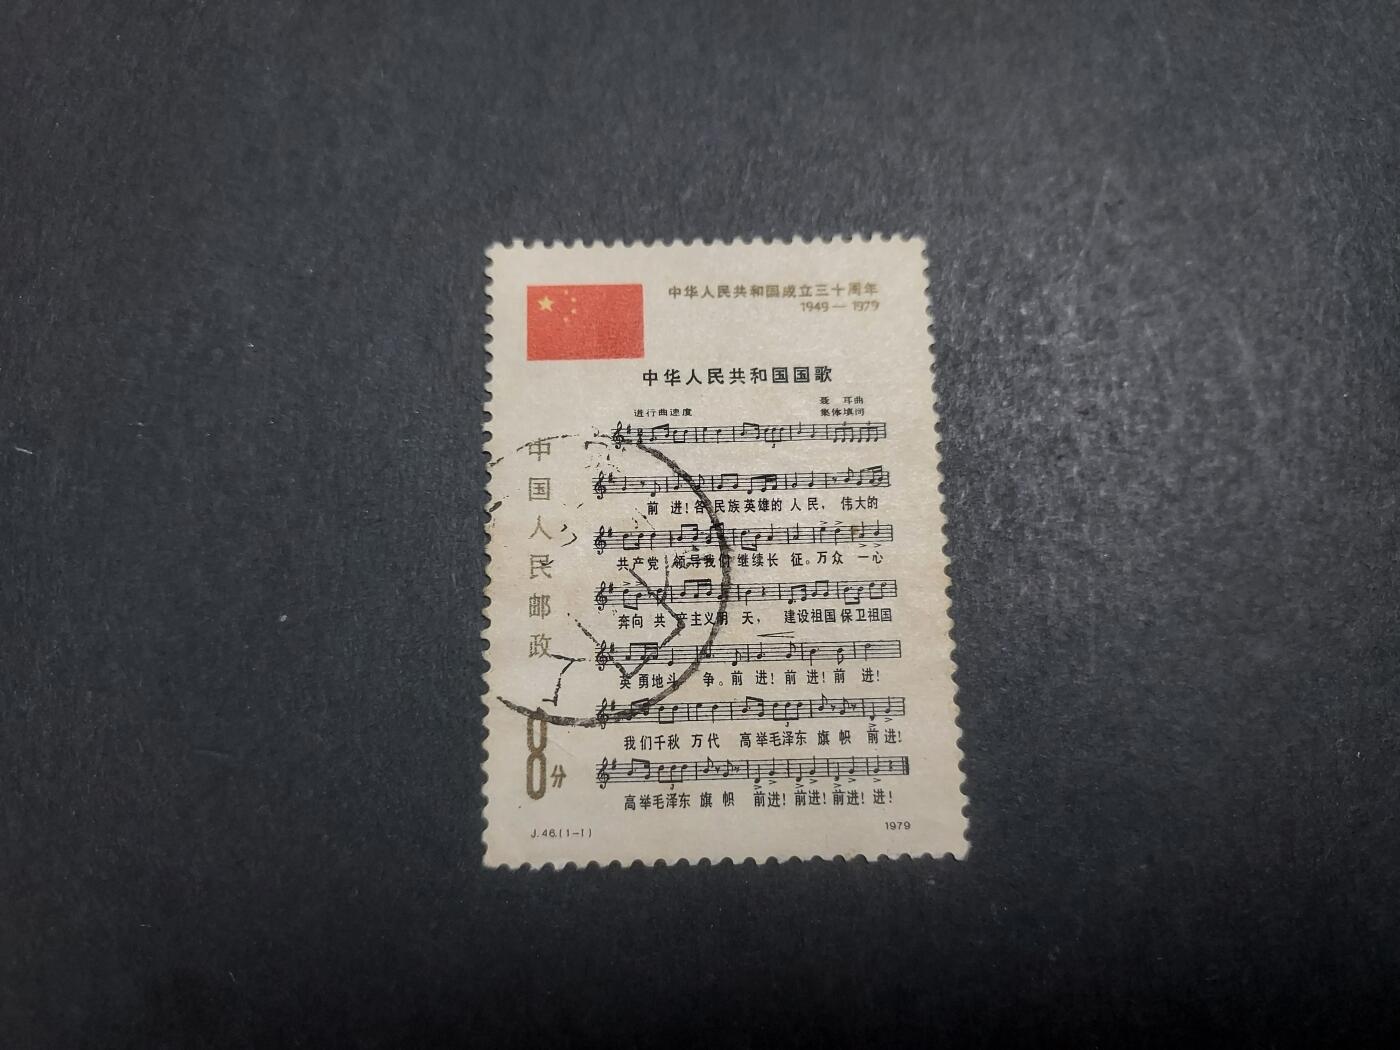 中华人民共和国成立三十周年
1949—1979
中华人民共和国国歌
聂 耳曲
进行曲速度
集体填词
中国人民邮政
前 进！各 民族 英雄的 人 民， 伟大的
共产党 领导我们 继续长 征。万众 一心
奔向 共 产主义明 天， 建设祖国 保卫祖国
英 勇地斗 争。前 进！前 进！前 进！
我们千秋 万代 高举毛泽东 旗 帜 前进！
高举毛泽东 旗 帜 前进！前进！前进！进！
8分
J.46.(1-1)
1979